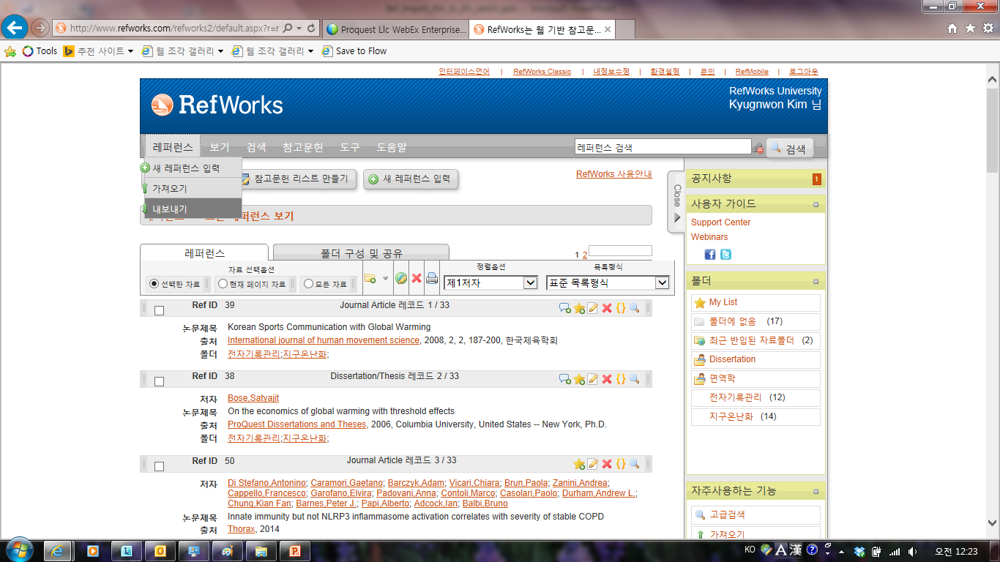 http://www.refworks.com/refworks2/default.aspx?r=r
Proquest Llc WebEx Enterprise...
RefWorks는 웹 기반 참고문...
Tools 추천 사이트 웹 조각 갤러리 웹 조각 갤러리 Save to Flow
인터페이스언어 | RefWorks Classic | 내정보수정 | 환경설정 | 문의 | RefMobile | 로그아웃
RefWorks
RefWorks University
Kyugnwon Kim 님
레퍼런스 보기 검색 참고문헌 도구 도움말
레퍼런스 검색 검색
새 레퍼런스 입력
가져오기
내보내기
참고문헌 리스트 만들기 새 레퍼런스 입력
RefWorks 사용안내
레퍼런스 보기
Close
레퍼런스 폴더 구성 및 공유
1 2
자료 선택옵션 정렬옵션 목록형식
선택한 자료 현재 페이지 자료 모든 자료 제1저자 표준 목록형식
Ref ID 39 Journal Article 레코드 1 / 33
논문제목 Korean Sports Communication with Global Warming
출처 International journal of human movement science, 2008, 2, 2, 187-200, 한국체육학회
폴더 전자기록관리;지구온난화;
Ref ID 38 Dissertation/Thesis 레코드 2 / 33
저자 Bose,Satyajit
논문제목 On the economics of global warming with threshold effects
출처 ProQuest Dissertations and Theses, 2006, Columbia University, United States -- New York, Ph.D.
폴더 전자기록관리;지구온난화;
Ref ID 50 Journal Article 레코드 3 / 33
저자 Di Stefano,Antonino; Caramori,Gaetano; Barczyk,Adam; Vicari,Chiara; Brun,Paola; Zanini,Andrea;
Cappello,Francesco; Garofano,Elvira; Padovani,Anna; Contoli,Marco; Casolari,Paolo; Durham,Andrew L.;
Chung,Kian Fan; Barnes,Peter J.; Papi,Alberto; Adcock,Ian; Balbi,Bruno
논문제목 Innate immunity but not NLRP3 inflammasome activation correlates with severity of stable COPD
출처 Thorax, 2014
공지사항 1
사용자 가이드
Support Center
Webinars
폴더
My List
폴더에 없음 (17)
최근 반입된 자료폴더 (2)
Dissertation
면역학
전자기록관리 (12)
지구온난화 (14)
자주사용하는 기능
고급검색
가져오기
KO A 漢 오전 12:23